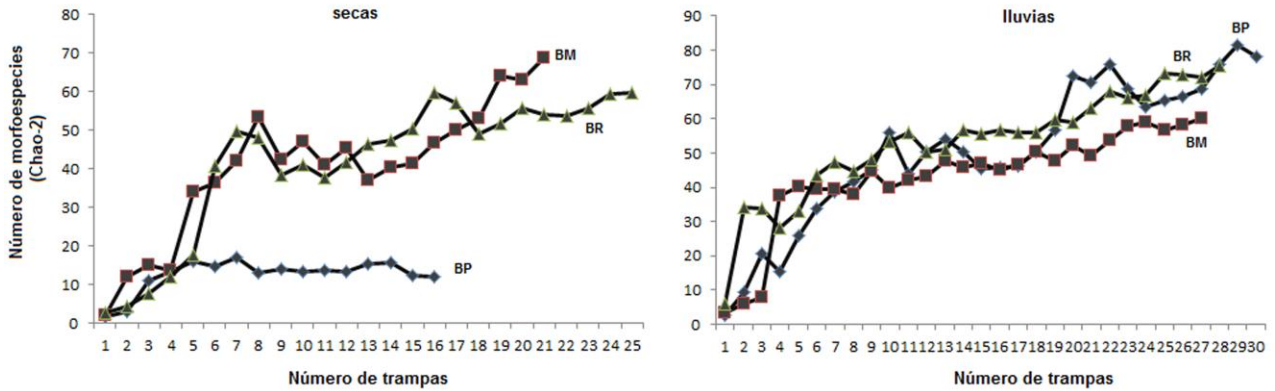 secas
Número de morfoespecies
(Chao-2)
80
70
60
50
40
30
20
10
0
BM
BR
BP
1 2 3 4 5 6 7 8 9 10 11 12 13 14 15 16 17 18 19 20 21 22 23 24 25
Número de trampas
lluvias
90
80
70
60
50
40
30
20
10
0
BP
BR
BM
1 2 3 4 5 6 7 8 9 10 11 12 13 14 15 16 17 18 19 20 21 22 23 24 25 26 27 28 29 30
Número de trampas